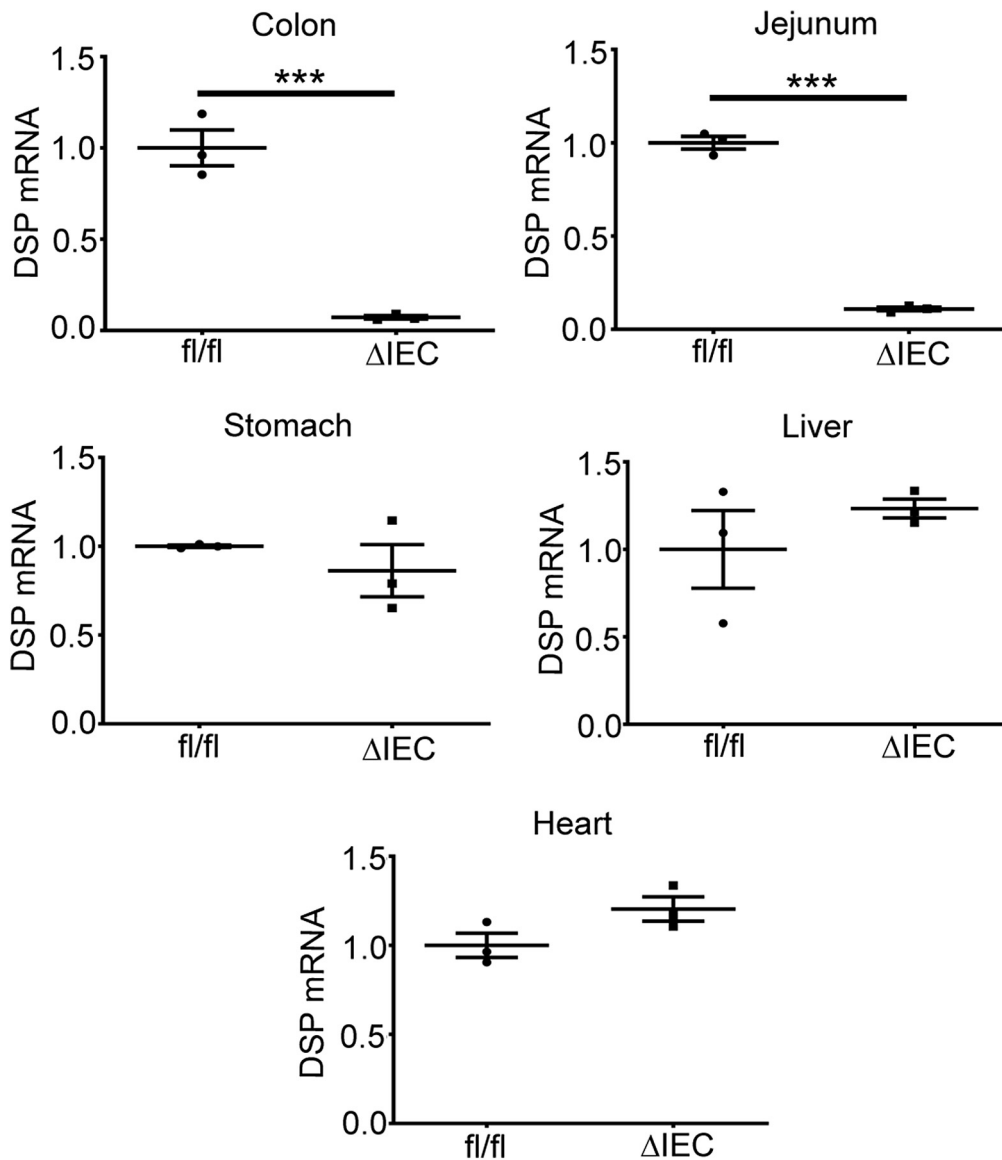 Colon
1.5
***
1.0
0.5
0.0
DSP mRNA
fl/fl
ΔIEC
Jejunum
1.5
***
1.0
0.5
0.0
DSP mRNA
fl/fl
ΔIEC
Stomach
1.5
1.0
0.5
0.0
DSP mRNA
fl/fl
ΔIEC
Liver
1.5
1.0
0.5
0.0
DSP mRNA
fl/fl
ΔIEC
Heart
1.5
1.0
0.5
0.0
DSP mRNA
fl/fl
ΔIEC